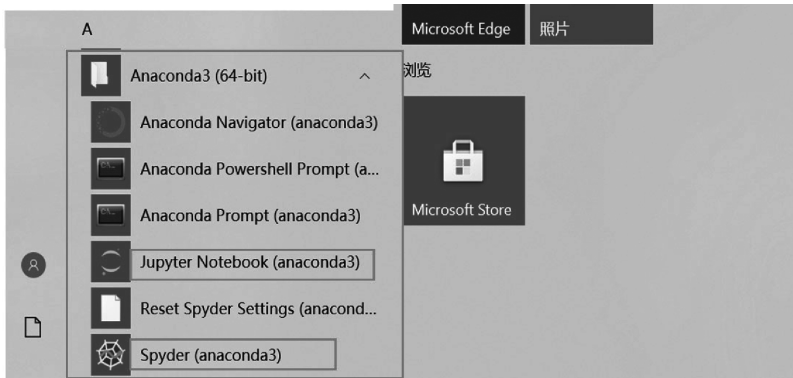 A
Anaconda3 (64-bit)
Anaconda Navigator (anaconda3)
Anaconda Powershell Prompt (a...
Anaconda Prompt (anaconda3)
Jupyter Notebook (anaconda3)
Reset Spyder Settings (anacond...
Spyder (anaconda3)
Microsoft Edge
照片
浏览
Microsoft Store